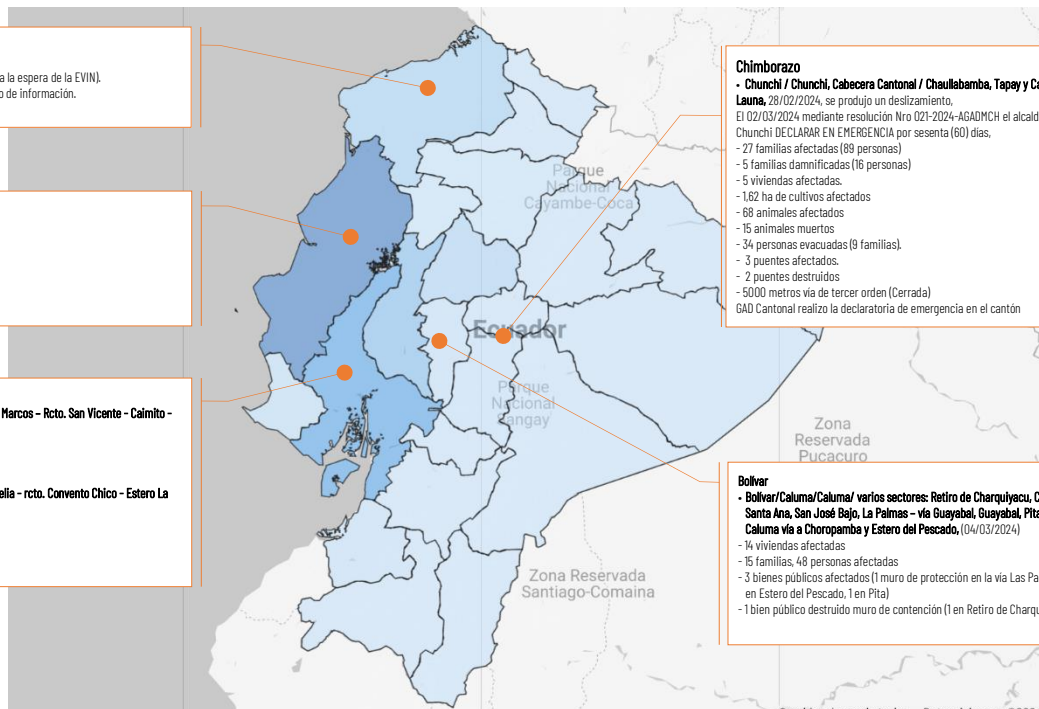 a la espera de la EVIN).
o de información.
Marcos – Rcto. San Vicente - Caimito -
elia - rcto. Convento Chico - Estero La
Parque
Nacional
Cayambe-Coca
Ecuador
Parque
Nacional
Sangay
Zona
Reservada
Pucacuro
Zona Reservada
Santiago-Comaina
Chimborazo
• Chunchi / Chunchi, Cabecera Cantonal / Chaullabamba, Tapay y Ca
Launa, 28/02/2024, se produjo un deslizamiento,
El 02/03/2024 mediante resolución Nro 021-2024-AGADMCH el alcald
Chunchi DECLARAR EN EMERGENCIA por sesenta (60) días,
- 27 familias afectadas (89 personas)
- 5 familias damnificadas (16 personas)
- 5 viviendas afectadas.
- 1,62 ha de cultivos afectados
- 68 animales afectados
- 15 animales muertos
- 34 personas evacuadas (9 familias).
- 3 puentes afectados.
- 2 puentes destruidos
- 5000 metros vía de tercer orden (Cerrada)
GAD Cantonal realizo la declaratoria de emergencia en el cantón
Bolívar
• Bolívar/Caluma/Caluma/ varios sectores: Retiro de Charquiyacu, C
Santa Ana, San José Bajo, La Palmas – vía Guayabal, Guayabal, Pita
Caluma vía a Choropamba y Estero del Pescado, (04/03/2024)
- 14 viviendas afectadas
- 15 familias, 48 personas afectadas
- 3 bienes públicos afectados (1 muro de protección en la vía Las Pa
en Estero del Pescado, 1 en Pita)
- 1 bien público destruido muro de contención (1 en Retiro de Charqu